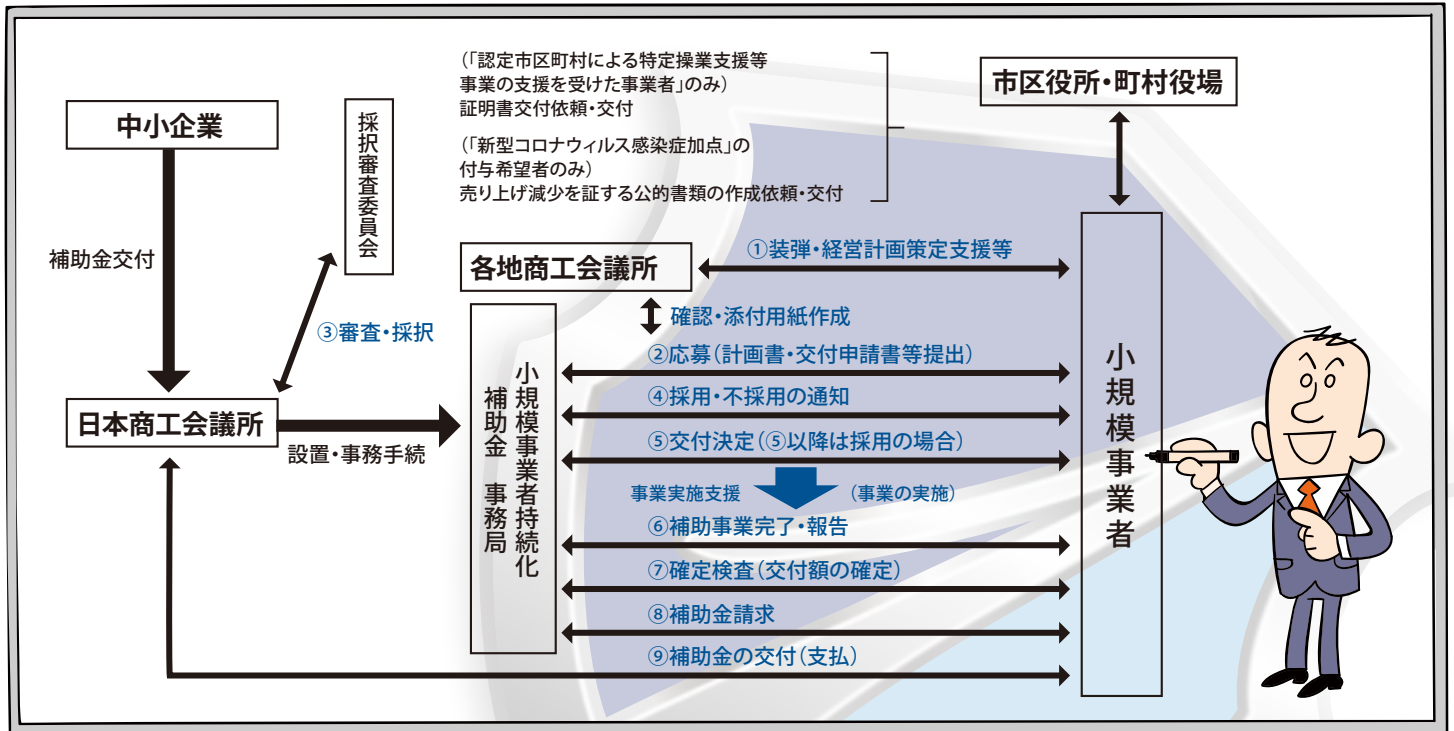 (「認定市区町村による特定操業支援等
事業の支援を受けた事業者」のみ)
証明書交付依頼・交付
(「新型コロナウィルス感染症加点」の
付与希望者のみ)
売り上げ減少を証する公的書類の作成依頼・交付
市区役所・町村役場
中小企業
採択審査委員会
補助金交付
各地商工会議所
①装弾・経営計画策定支援等
確認・添付用紙作成
③審査・採択
②応募(計画書・交付申請書等提出)
④採用・不採用の通知
日本商工会議所
設置・事務手続
小規模事業者持続化
補助金 事務局
⑤交付決定(⑤以降は採用の場合)
事業実施支援
(事業の実施)
⑥補助事業完了・報告
⑦確定検査(交付額の確定)
⑧補助金請求
⑨補助金の交付(支払)
小規模事業者